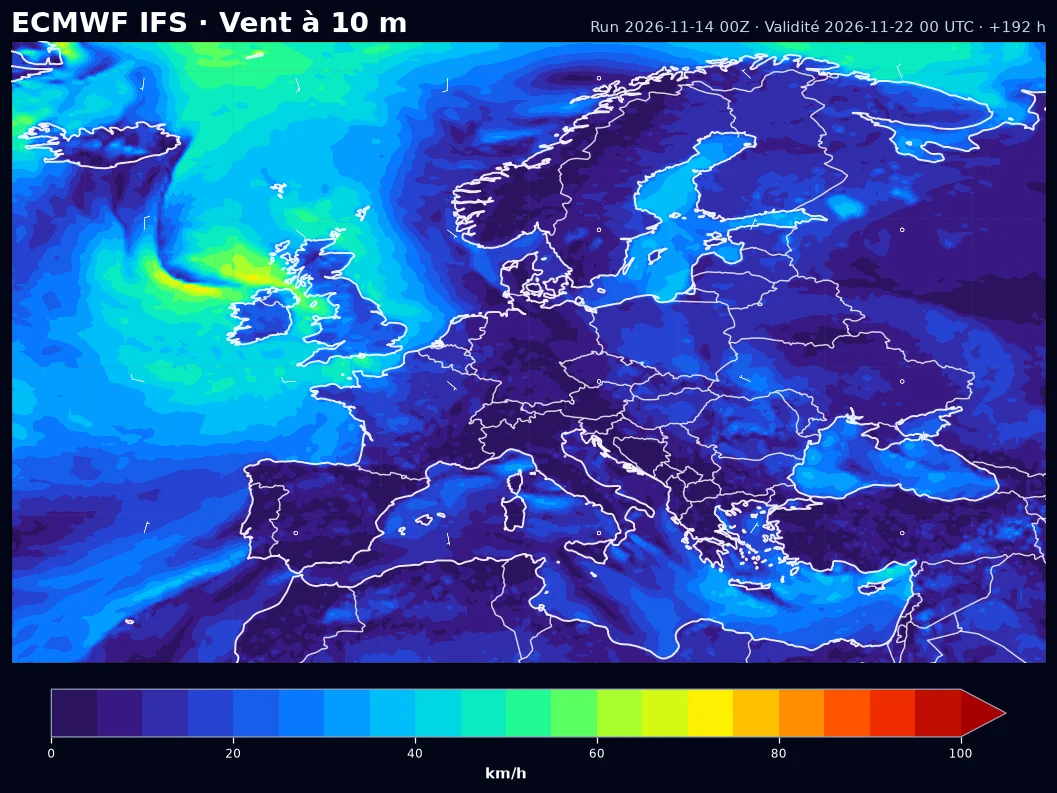 ECMWF IFS · Vent à 10 m
Run 2026-11-14 00Z · Validité 2026-11-22 00 UTC · +192 h
0 20 40 60 80 100
km/h